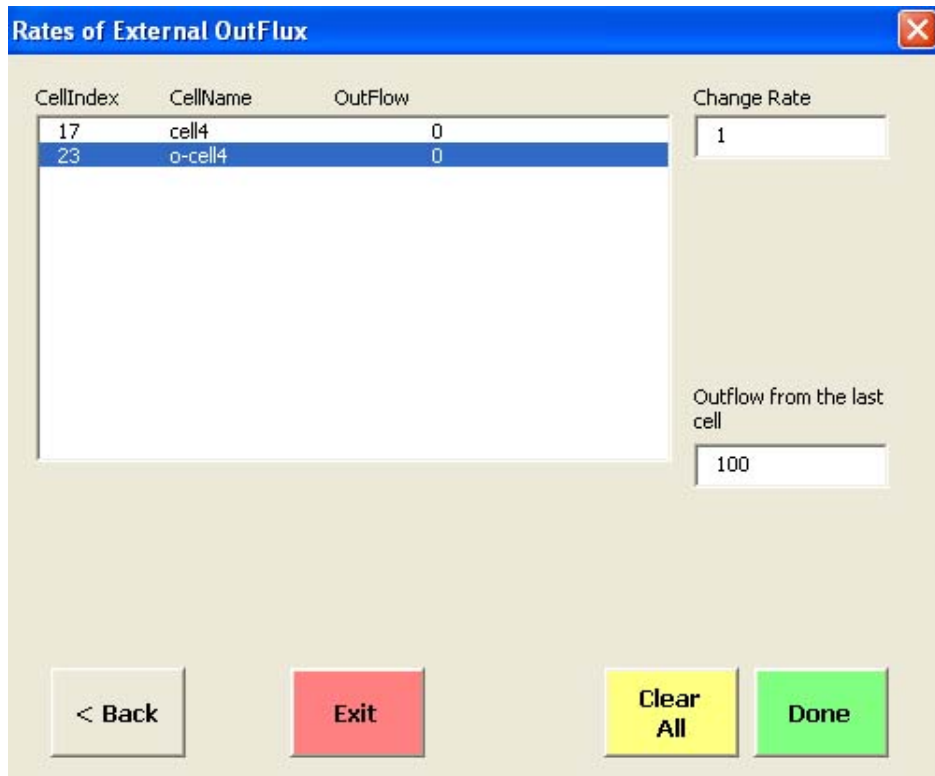 Rates of External OutFlux
CellIndex CellName OutFlow
17 cell4 0
23 o-cell4 0
Change Rate
1
Outflow from the last
cell
100
< Back
Exit
Clear
All
Done